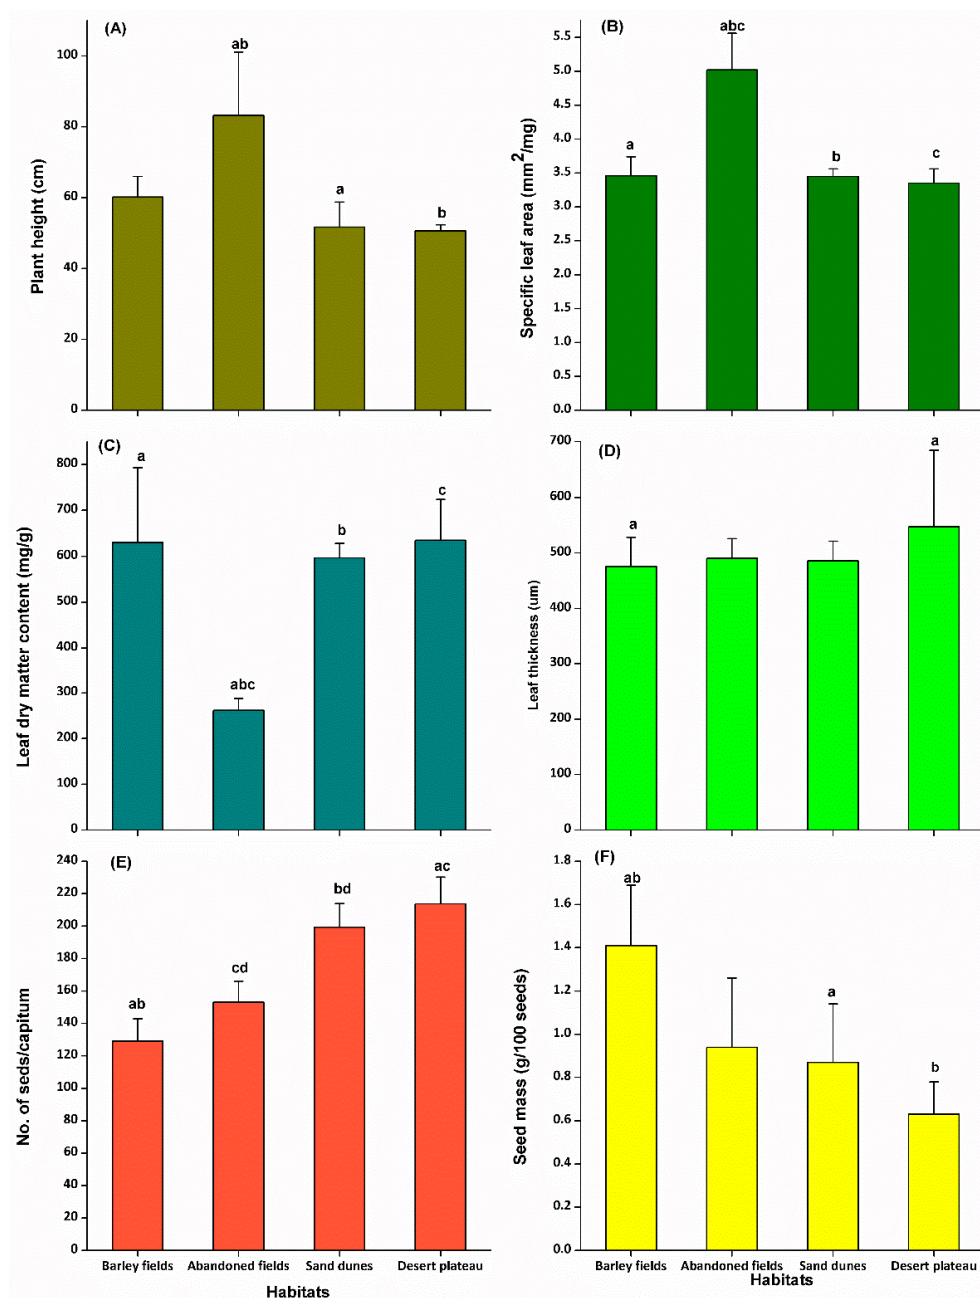 (A)
ab
a
b
100
80
60
40
20
0
Plant height (cm)
(B)
abc
a
b
c
5.5
5.0
4.5
4.0
3.5
3.0
2.5
2.0
1.5
1.0
0.5
0.0
Specific leaf area (mm²/mg)
(C)
a
abc
b
c
800
700
600
500
400
300
200
100
0
Leaf dry matter content (mg/g)
(D)
a
a
700
600
500
400
300
200
100
0
Leaf thickness (um)
(E)
ab
cd
bd
ac
240
220
200
180
160
140
120
100
80
60
40
20
0
No. of seds/capitum
Barley fields Abandoned fields Sand dunes Desert plateau
Habitats
(F)
ab
a
b
1.8
1.6
1.4
1.2
1.0
0.8
0.6
0.4
0.2
0.0
Seed mass (g/100 seeds)
Barley fields Abandoned fields Sand dunes Desert plateau
Habitats